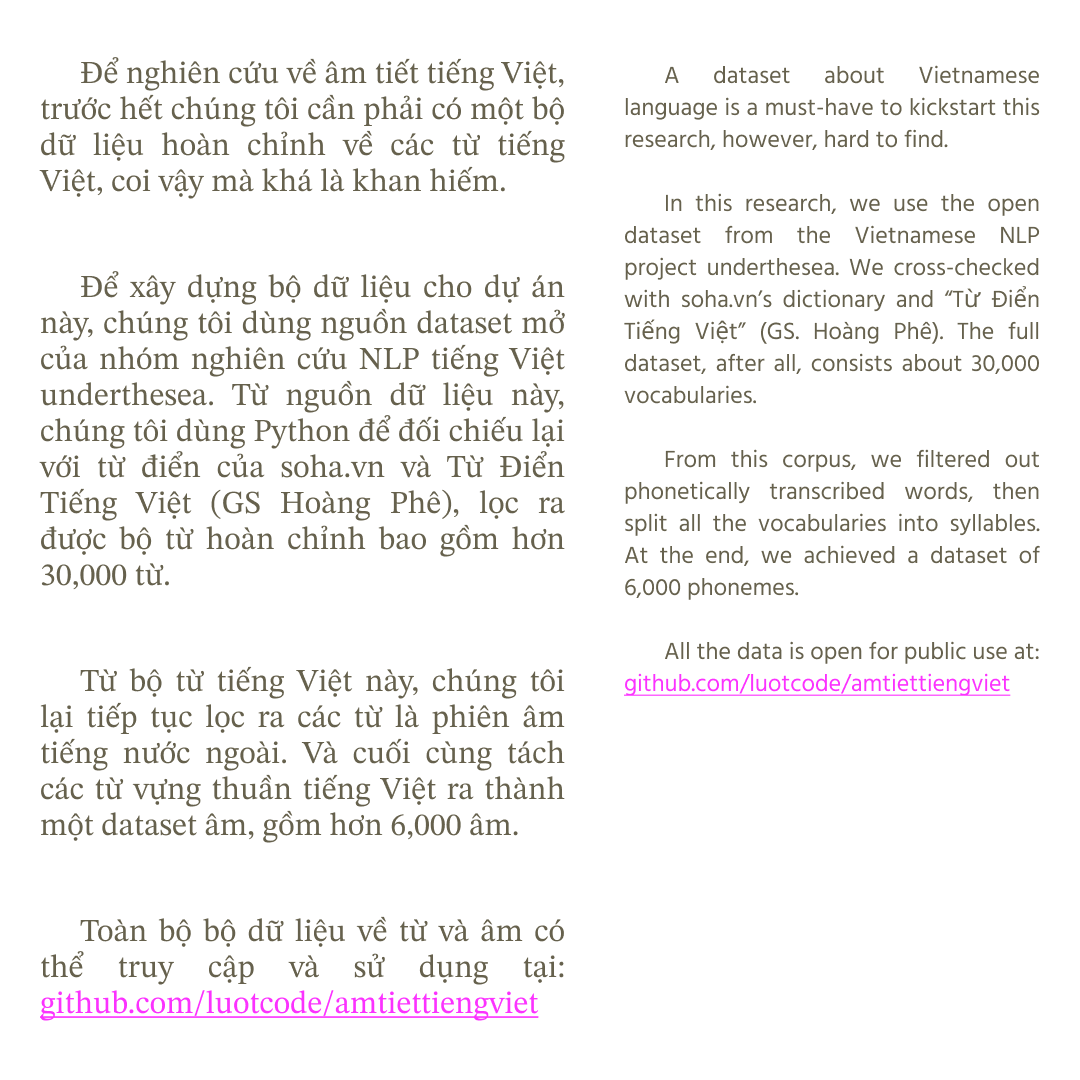 Để nghiên cứu về âm tiết tiếng Việt,
trước hết chúng tôi cần phải có một bộ
dữ liệu hoàn chỉnh về các từ tiếng
Việt, coi vậy mà khá là khan hiếm.
Để xây dựng bộ dữ liệu cho dự án
này, chúng tôi dùng nguồn dataset mở
của nhóm nghiên cứu NLP tiếng Việt
underthesea. Từ nguồn dữ liệu này,
chúng tôi dùng Python để đối chiếu lại
với từ điển của soha.vn và Từ Điển
Tiếng Việt (GS Hoàng Phê), lọc ra
được bộ từ hoàn chỉnh bao gồm hơn
30,000 từ.
Từ bộ từ tiếng Việt này, chúng tôi
lại tiếp tục lọc ra các từ là phiên âm
tiếng nước ngoài. Và cuối cùng tách
các từ vựng thuần tiếng Việt ra thành
một dataset âm, gồm hơn 6,000 âm.
Toàn bộ bộ dữ liệu về từ và âm có
thể truy cập và sử dụng tại:
github.com/luotcode/amtiettiengviet
A dataset about Vietnamese
language is a must-have to kickstart this
research, however, hard to find.
In this research, we use the open
dataset from the Vietnamese NLP
project underthesea. We cross-checked
with soha.vn’s dictionary and “Từ Điển
Tiếng Việt” (GS. Hoàng Phê). The full
dataset, after all, consists about 30,000
vocabularies.
From this corpus, we filtered out
phonetically transcribed words, then
split all the vocabularies into syllables.
At the end, we achieved a dataset of
6,000 phonemes.
All the data is open for public use at:
github.com/luotcode/amtiettiengviet